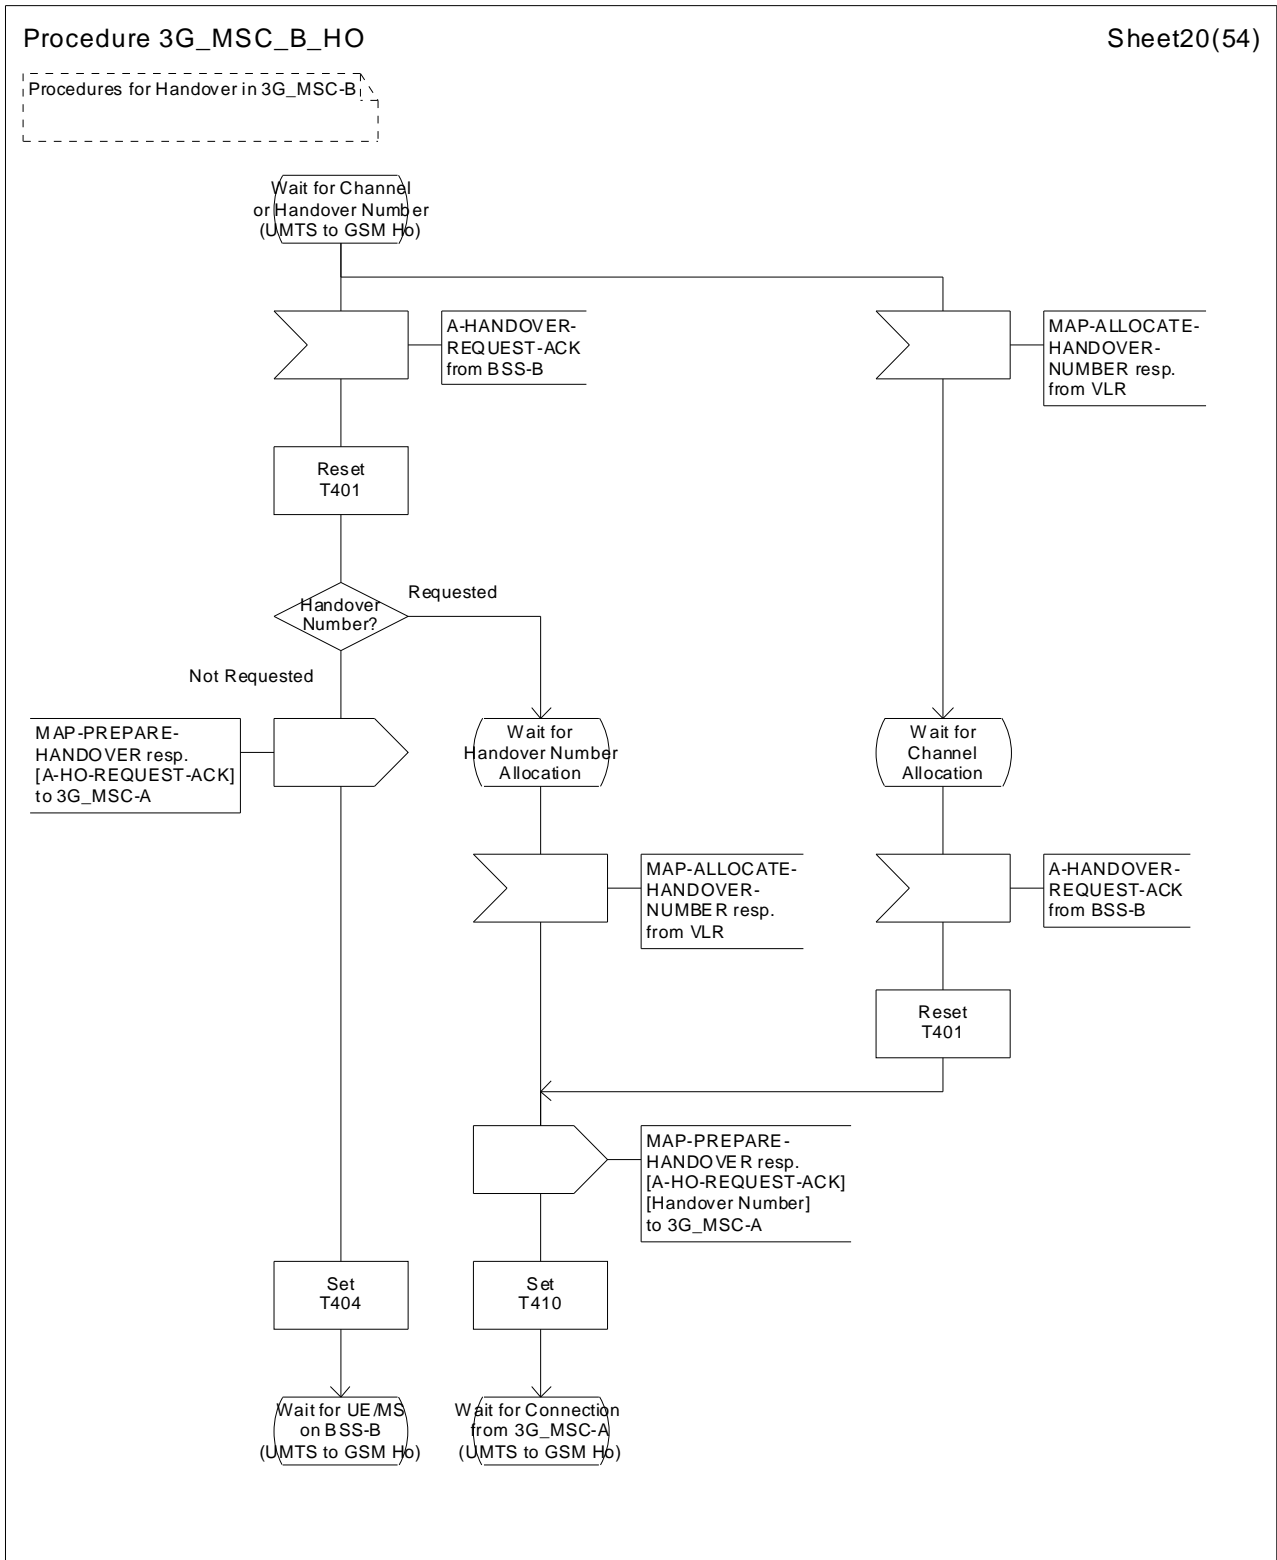 Procedure 3G_MSC_B_HO
Sheet20(54)
Procedures for Handover in 3G_MSC-B
Wait for Channel
or Handover Number
(UMTS to GSM Ho)
A-HANDOVER-
REQUEST-ACK
from BSS-B
MAP-ALLOCATE-
HANDOVER-
NUMBER resp.
from VLR
Reset
T401
Handover
Number?
Requested
Not Requested
MAP-PREPARE-
HANDOVER resp.
[A-HO-REQUEST-ACK]
to 3G_MSC-A
Wait for
Handover Number
Allocation
Wait for
Channel
Allocation
MAP-ALLOCATE-
HANDOVER-
NUMBER resp.
from VLR
A-HANDOVER-
REQUEST-ACK
from BSS-B
Reset
T401
MAP-PREPARE-
HANDOVER resp.
[A-HO-REQUEST-ACK]
[Handover Number]
to 3G_MSC-A
Set
T404
Set
T410
Wait for UE/MS
on BSS-B
(UMTS to GSM Ho)
Wait for Connection
from 3G_MSC-A
(UMTS to GSM Ho)